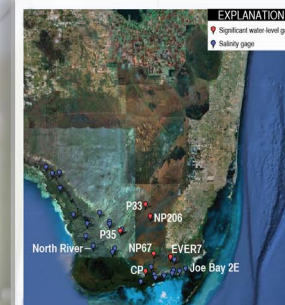 EXPLANATION
Significant water-level
Salinity gage
P33
NP206
P35
North River
NP67
EVER7
CP
Joe Bay 2E